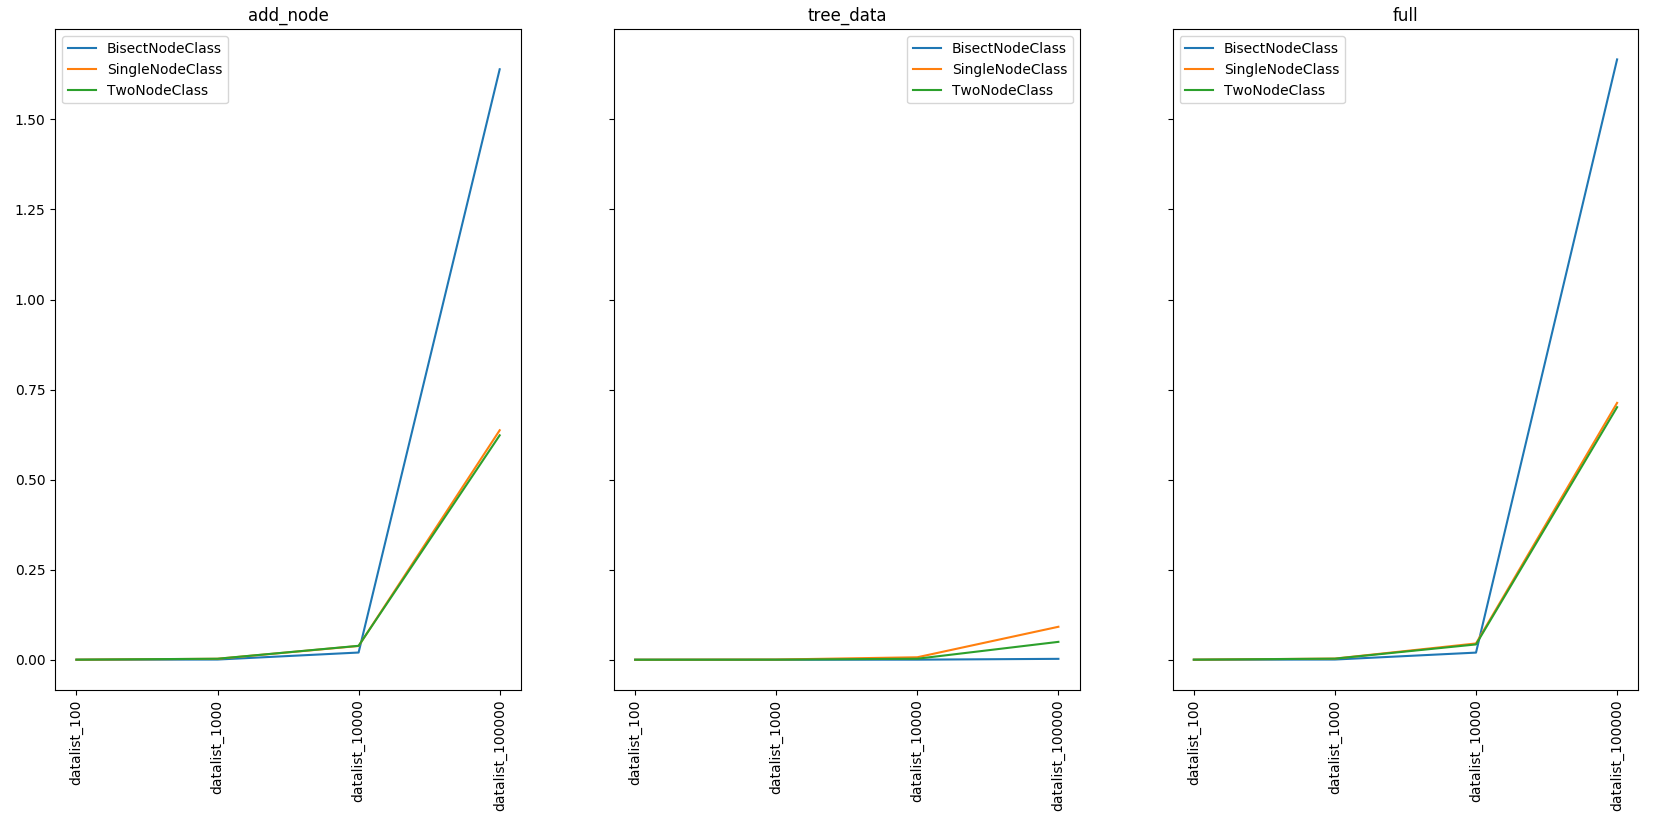 add_node
BisectNodeClass
SingleNodeClass
TwoNodeClass
1.50
1.25
1.00
0.75
0.50
0.25
0.00
datalist_100
datalist_1000
datalist_10000
datalist_100000
tree_data
BisectNodeClass
SingleNodeClass
TwoNodeClass
datalist_100
datalist_1000
datalist_10000
datalist_100000
full
BisectNodeClass
SingleNodeClass
TwoNodeClass
datalist_100
datalist_1000
datalist_10000
datalist_100000